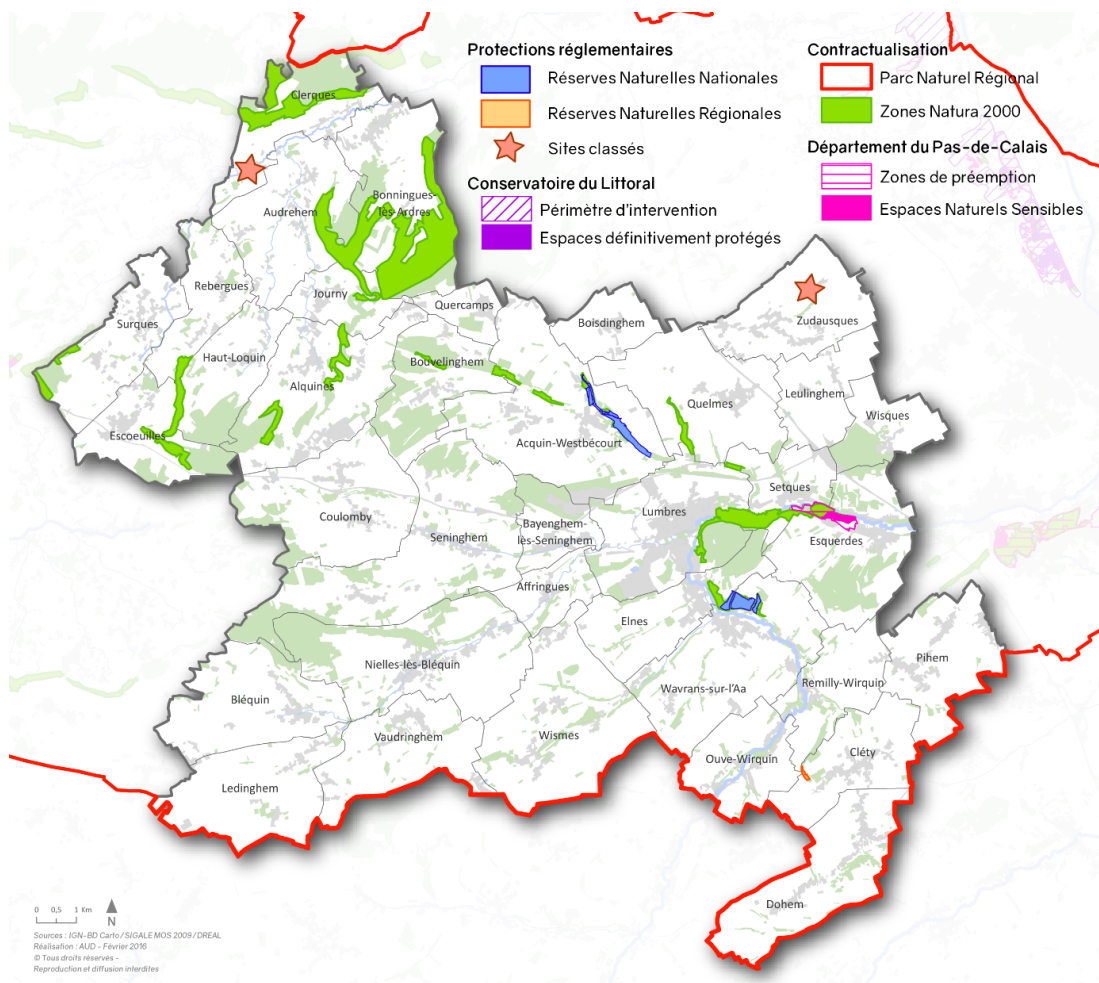 Protections réglementaires
Réserves Naturelles Nationales
Réserves Naturelles Régionales
Sites classés
Conservatoire du Littoral
Périmètre d'intervention
Espaces définitivement protégés
Contractualisation
Parc Naturel Régional
Zones Natura 2000
Département du Pas-de-Calais
Zones de préemption
Espaces Naturels Sensibles
Clerques
Audrehem
Bonningues-
lès-Ardres
Rebergues
Journy
Quercamps
Surques
Haut-Loquin
Alquines
Bouvelinghem
Boisdinghem
Zudausques
Leulinghem
Wisques
Quelmes
Escoeuilles
Acquin-Westbécourt
Setques
Coulomby
Seninghem
Bayenghem-
lès-Seninghem
Lumbres
Esquerdes
Affringues
Elnes
Nielles-lès-Bléquin
Bléquin
Wavrans-sur-l'Aa
Remilly-Wirquin
Pihem
Vaudringhem
Wismes
Ouve-Wirquin
Cléty
Ledinghem
Dohem
0 0,5 1 Km
N
Sources : IGN-BD Carto / SIGALE MOS 2009 / DREAL
Réalisation : AUD - Février 2016
© Tous droits réservés -
Reproduction et diffusion interdites